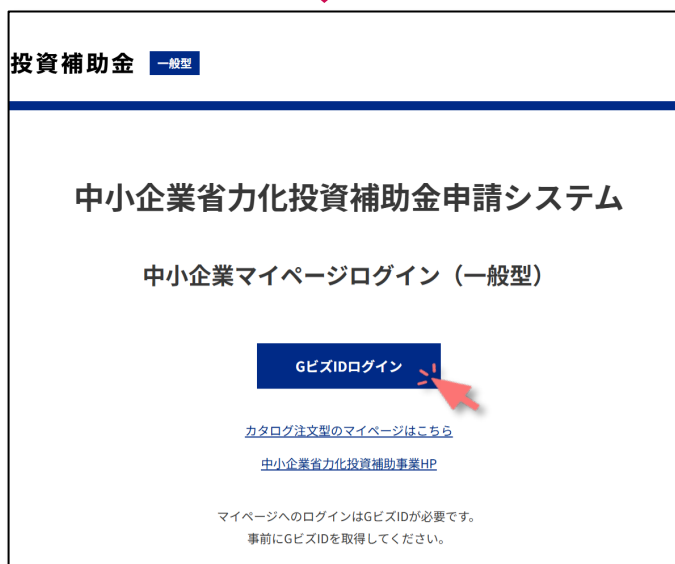 投資補助金 一般型
中小企業省力化投資補助金申請システム
中小企業マイページログイン（一般型）
GビズIDログイン
カタログ注文型のマイページはこちら
中小企業省力化投資補助事業HP
マイページへのログインはGビズIDが必要です。
事前にGビズIDを取得してください。